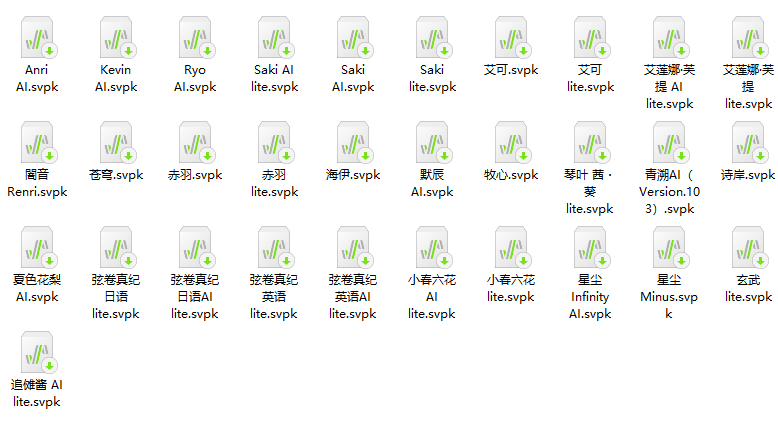 Anri AI.svpk
Kevin AI.svpk
Ryo AI.svpk
Saki AI lite.svpk
Saki AI.svpk
Saki lite.svpk
艾可.svpk
艾可 lite.svpk
艾莲娜·芙提 AI lite.svpk
艾莲娜·芙提 lite.svpk
闇音 Renri.svpk
苍穹.svpk
赤羽.svpk
赤羽 lite.svpk
海伊.svpk
默辰 AI.svpk
牧心.svpk
琴叶 茜·葵 lite.svpk
青溯AI（Version.103）.svpk
诗岸.svpk
夏色花梨 AI.svpk
弦卷真纪 日语 lite.svpk
弦卷真纪 日语AI lite.svpk
弦卷真纪 英语 lite.svpk
弦卷真纪 英语AI lite.svpk
小春六花 AI lite.svpk
小春六花 lite.svpk
星尘 Infinity AI.svpk
星尘 Minus.svpk
玄武 lite.svpk
追傩酱 AI lite.svpk